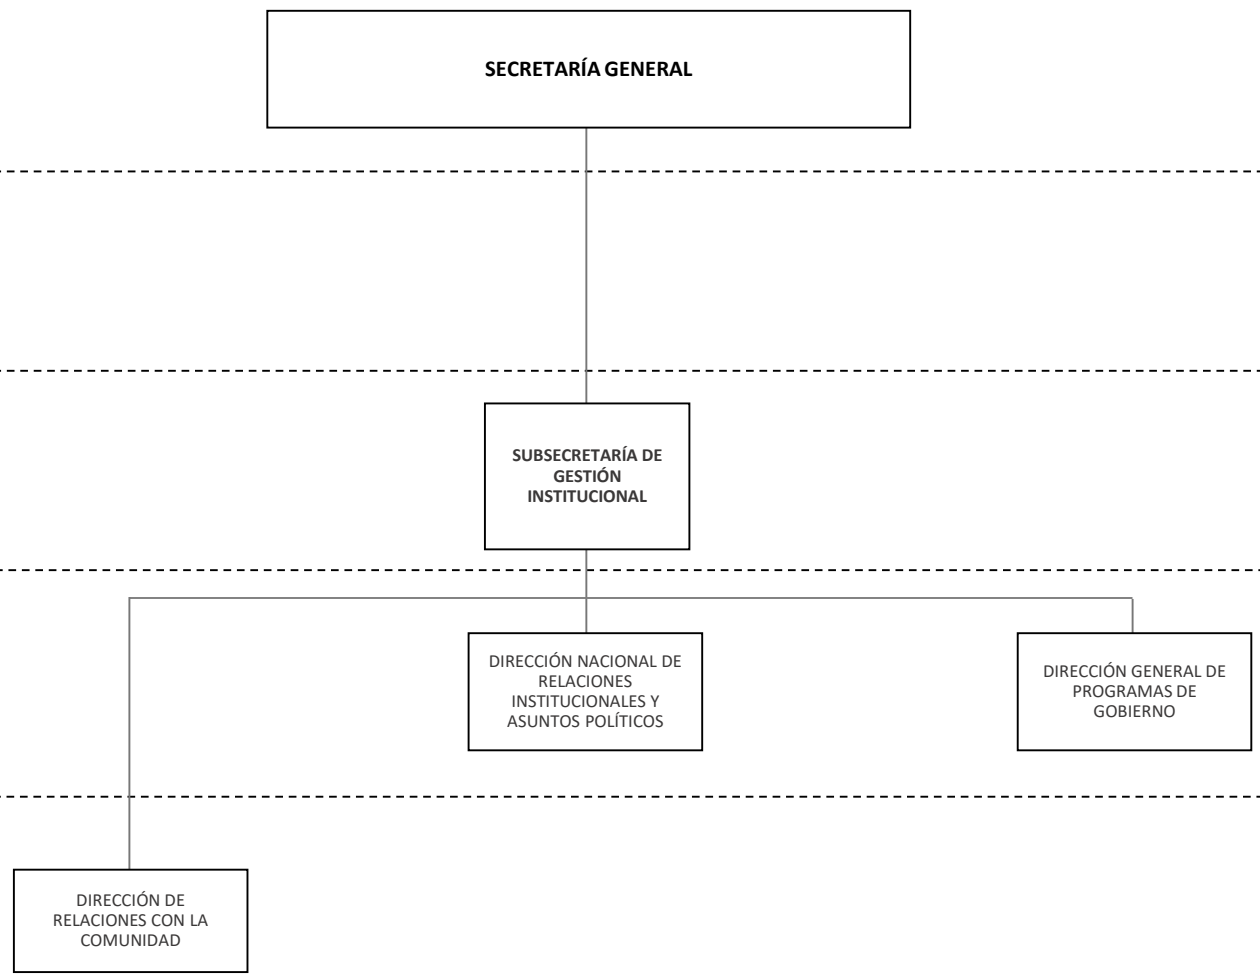 SECRETARÍA GENERAL
SUBSECRETARÍA DE
GESTIÓN
INSTITUCIONAL
DIRECCIÓN NACIONAL DE
RELACIONES
INSTITUCIONALES Y
ASUNTOS POLÍTICOS
DIRECCIÓN GENERAL DE
PROGRAMAS DE
GOBIERNO
DIRECCIÓN DE
RELACIONES CON LA
COMUNIDAD